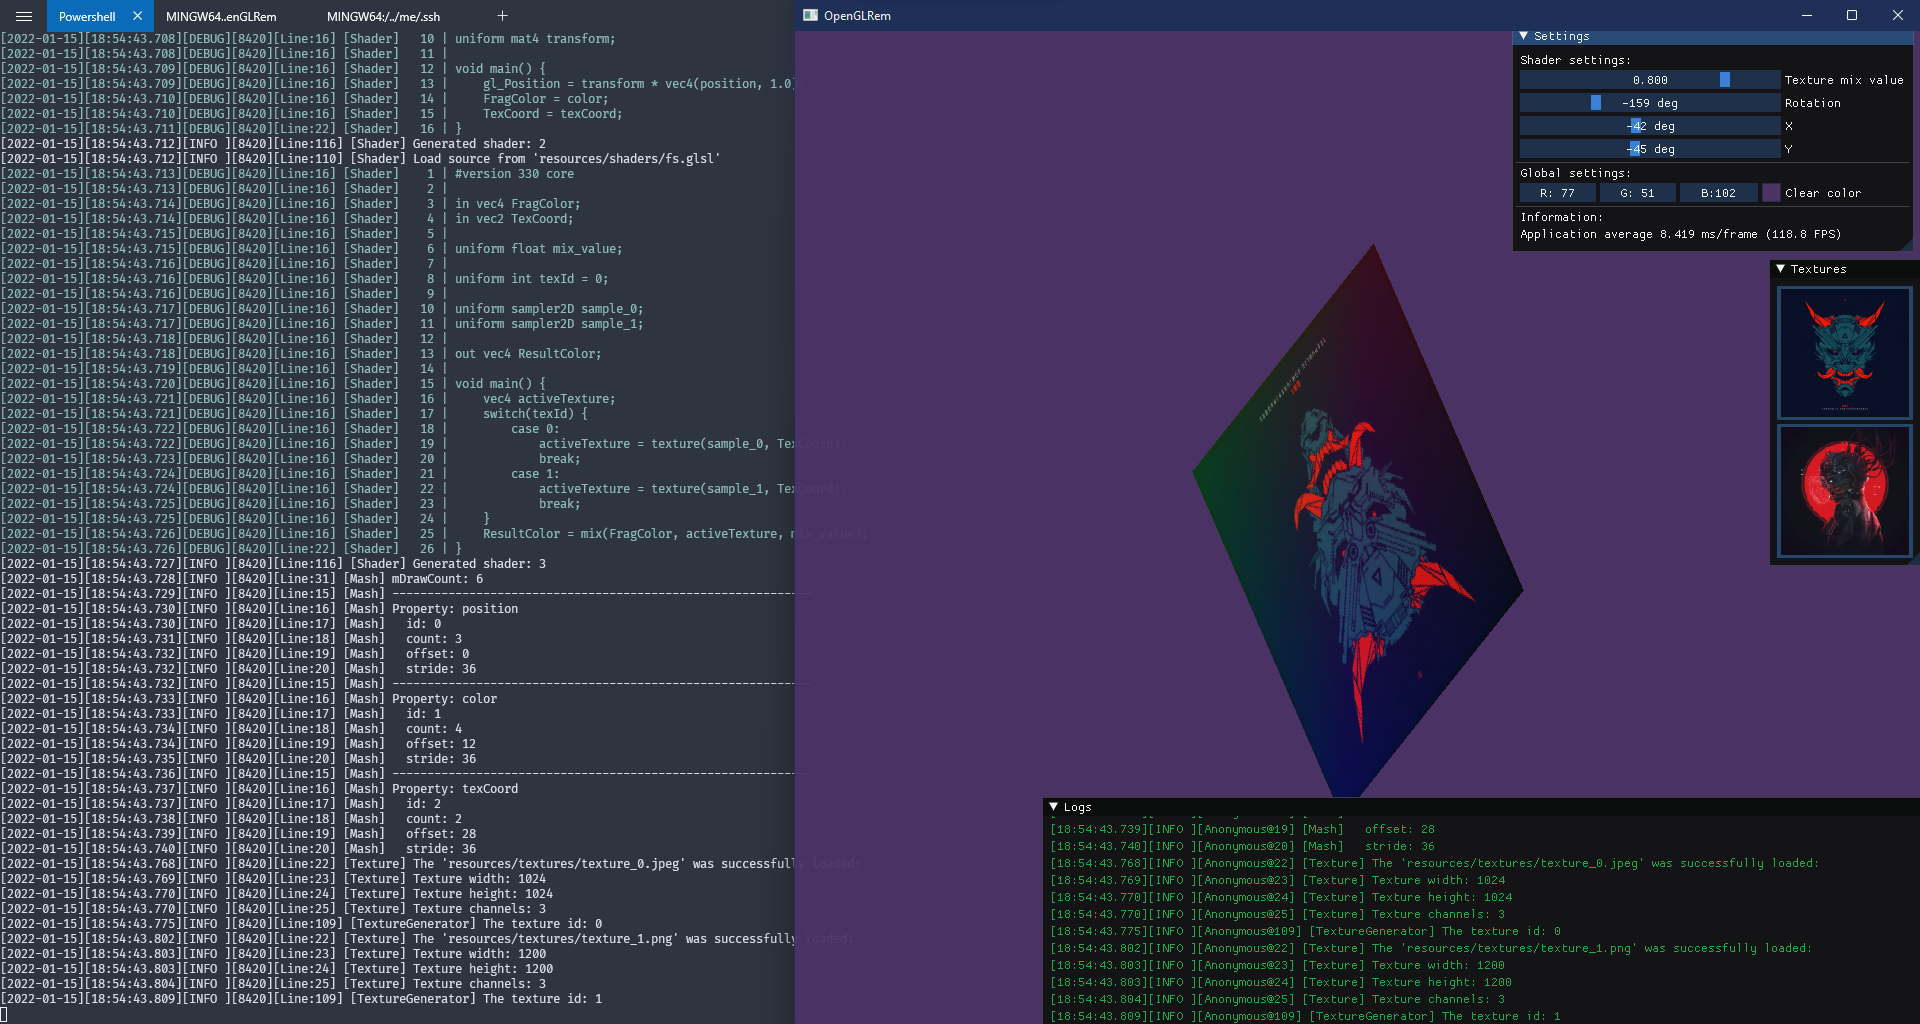 Powershell
MINGW64..enGLRem
MINGW64:/../me/.ssh
[2022-01-15][18:54:43.708][DEBUG][8420][Line:16] [Shader]   10 | uniform mat4 transform;
[2022-01-15][18:54:43.709][DEBUG][8420][Line:16] [Shader]   11 |
[2022-01-15][18:54:43.709][DEBUG][8420][Line:16] [Shader]   12 | void main() {
[2022-01-15][18:54:43.709][DEBUG][8420][Line:16] [Shader]   13 |     gl_Position = transform * vec4(position, 1.0)
[2022-01-15][18:54:43.710][DEBUG][8420][Line:16] [Shader]   14 |     FragColor = color;
[2022-01-15][18:54:43.710][DEBUG][8420][Line:16] [Shader]   15 |     TexCoord = texCoord;
[2022-01-15][18:54:43.711][DEBUG][8420][Line:22] [Shader]   16 | }
[2022-01-15][18:54:43.712][INFO ][8420][Line:116] [Shader] Generated shader: 2
[2022-01-15][18:54:43.712][INFO ][8420][Line:110] [Shader] Load source from 'resources/shaders/fs.glsl'
[2022-01-15][18:54:43.713][DEBUG][8420][Line:16] [Shader]    1 | #version 330 core
[2022-01-15][18:54:43.713][DEBUG][8420][Line:16] [Shader]    2 |
[2022-01-15][18:54:43.714][DEBUG][8420][Line:16] [Shader]    3 | in vec4 FragColor;
[2022-01-15][18:54:43.714][DEBUG][8420][Line:16] [Shader]    4 | in vec2 TexCoord;
[2022-01-15][18:54:43.715][DEBUG][8420][Line:16] [Shader]    5 |
[2022-01-15][18:54:43.715][DEBUG][8420][Line:16] [Shader]    6 | uniform float mix_value;
[2022-01-15][18:54:43.716][DEBUG][8420][Line:16] [Shader]    7 |
[2022-01-15][18:54:43.716][DEBUG][8420][Line:16] [Shader]    8 | uniform int texId = 0;
[2022-01-15][18:54:43.716][DEBUG][8420][Line:16] [Shader]    9 |
[2022-01-15][18:54:43.717][DEBUG][8420][Line:16] [Shader]   10 | uniform sampler2D sample_0;
[2022-01-15][18:54:43.717][DEBUG][8420][Line:16] [Shader]   11 | uniform sampler2D sample_1;
[2022-01-15][18:54:43.718][DEBUG][8420][Line:16] [Shader]   12 |
[2022-01-15][18:54:43.718][DEBUG][8420][Line:16] [Shader]   13 | out vec4 ResultColor;
[2022-01-15][18:54:43.719][DEBUG][8420][Line:16] [Shader]   14 |
[2022-01-15][18:54:43.720][DEBUG][8420][Line:16] [Shader]   15 | void main() {
[2022-01-15][18:54:43.721][DEBUG][8420][Line:16] [Shader]   16 |     vec4 activeTexture;
[2022-01-15][18:54:43.721][DEBUG][8420][Line:16] [Shader]   17 |     switch(texId) {
[2022-01-15][18:54:43.722][DEBUG][8420][Line:16] [Shader]   18 |         case 0:
[2022-01-15][18:54:43.722][DEBUG][8420][Line:16] [Shader]   19 |             activeTexture = texture(sample_0, TexCoord);
[2022-01-15][18:54:43.723][DEBUG][8420][Line:16] [Shader]   20 |             break;
[2022-01-15][18:54:43.724][DEBUG][8420][Line:16] [Shader]   21 |         case 1:
[2022-01-15][18:54:43.724][DEBUG][8420][Line:16] [Shader]   22 |             activeTexture = texture(sample_1, TexCoord);
[2022-01-15][18:54:43.725][DEBUG][8420][Line:16] [Shader]   23 |             break;
[2022-01-15][18:54:43.725][DEBUG][8420][Line:16] [Shader]   24 |     }
[2022-01-15][18:54:43.726][DEBUG][8420][Line:16] [Shader]   25 |     ResultColor = mix(FragColor, activeTexture, mix_value);
[2022-01-15][18:54:43.726][DEBUG][8420][Line:22] [Shader]   26 | }
[2022-01-15][18:54:43.727][INFO ][8420][Line:116] [Shader] Generated shader: 3
[2022-01-15][18:54:43.728][INFO ][8420][Line:31] [Mash] mDrawCount: 6
[2022-01-15][18:54:43.729][INFO ][8420][Line:15] [Mash] ------------------------------------------------------------
[2022-01-15][18:54:43.730][INFO ][8420][Line:16] [Mash] Property: position
[2022-01-15][18:54:43.730][INFO ][8420][Line:17] [Mash]   id: 0
[2022-01-15][18:54:43.731][INFO ][8420][Line:18] [Mash]   count: 3
[2022-01-15][18:54:43.732][INFO ][8420][Line:19] [Mash]   offset: 0
[2022-01-15][18:54:43.732][INFO ][8420][Line:20] [Mash]   stride: 36
[2022-01-15][18:54:43.732][INFO ][8420][Line:15] [Mash] ------------------------------------------------------------
[2022-01-15][18:54:43.733][INFO ][8420][Line:16] [Mash] Property: color
[2022-01-15][18:54:43.733][INFO ][8420][Line:17] [Mash]   id: 1
[2022-01-15][18:54:43.734][INFO ][8420][Line:18] [Mash]   count: 4
[2022-01-15][18:54:43.734][INFO ][8420][Line:19] [Mash]   offset: 12
[2022-01-15][18:54:43.735][INFO ][8420][Line:20] [Mash]   stride: 36
[2022-01-15][18:54:43.736][INFO ][8420][Line:15] [Mash] ------------------------------------------------------------
[2022-01-15][18:54:43.737][INFO ][8420][Line:16] [Mash] Property: texCoord
[2022-01-15][18:54:43.737][INFO ][8420][Line:17] [Mash]   id: 2
[2022-01-15][18:54:43.738][INFO ][8420][Line:18] [Mash]   count: 2
[2022-01-15][18:54:43.739][INFO ][8420][Line:19] [Mash]   offset: 28
[2022-01-15][18:54:43.740][INFO ][8420][Line:20] [Mash]   stride: 36
[2022-01-15][18:54:43.768][INFO ][8420][Line:22] [Texture] The 'resources/textures/texture_0.jpeg' was successfully loaded:
[2022-01-15][18:54:43.769][INFO ][8420][Line:23] [Texture] Texture width: 1024
[2022-01-15][18:54:43.770][INFO ][8420][Line:24] [Texture] Texture height: 1024
[2022-01-15][18:54:43.770][INFO ][8420][Line:25] [Texture] Texture channels: 3
[2022-01-15][18:54:43.775][INFO ][8420][Line:109] [TextureGenerator] The texture id: 0
[2022-01-15][18:54:43.802][INFO ][8420][Line:22] [Texture] The 'resources/textures/texture_1.png' was successfully loaded:
[2022-01-15][18:54:43.803][INFO ][8420][Line:23] [Texture] Texture width: 1200
[2022-01-15][18:54:43.803][INFO ][8420][Line:24] [Texture] Texture height: 1200
[2022-01-15][18:54:43.804][INFO ][8420][Line:25] [Texture] Texture channels: 3
[2022-01-15][18:54:43.809][INFO ][8420][Line:109] [TextureGenerator] The texture id: 1
OpenGLRem
Settings
Shader settings:
0.800 Texture mix value
-159 deg Rotation
-42 deg X
-45 deg Y
Global settings:
R: 77 G: 51 B:102 Clear color
Information:
Application average 8.419 ms/frame (118.8 FPS)
Textures
Logs
[18:54:43.739][INFO ][Anonymous@19] [Mash]   offset: 28
[18:54:43.740][INFO ][Anonymous@20] [Mash]   stride: 36
[18:54:43.768][INFO ][Anonymous@22] [Texture] The 'resources/textures/texture_0.jpeg' was successfully loaded:
[18:54:43.769][INFO ][Anonymous@23] [Texture] Texture width: 1024
[18:54:43.770][INFO ][Anonymous@24] [Texture] Texture height: 1024
[18:54:43.770][INFO ][Anonymous@25] [Texture] Texture channels: 3
[18:54:43.775][INFO ][Anonymous@109] [TextureGenerator] The texture id: 0
[18:54:43.802][INFO ][Anonymous@22] [Texture] The 'resources/textures/texture_1.png' was successfully loaded:
[18:54:43.803][INFO ][Anonymous@23] [Texture] Texture width: 1200
[18:54:43.803][INFO ][Anonymous@24] [Texture] Texture height: 1200
[18:54:43.804][INFO ][Anonymous@25] [Texture] Texture channels: 3
[18:54:43.809][INFO ][Anonymous@109] [TextureGenerator] The texture id: 1